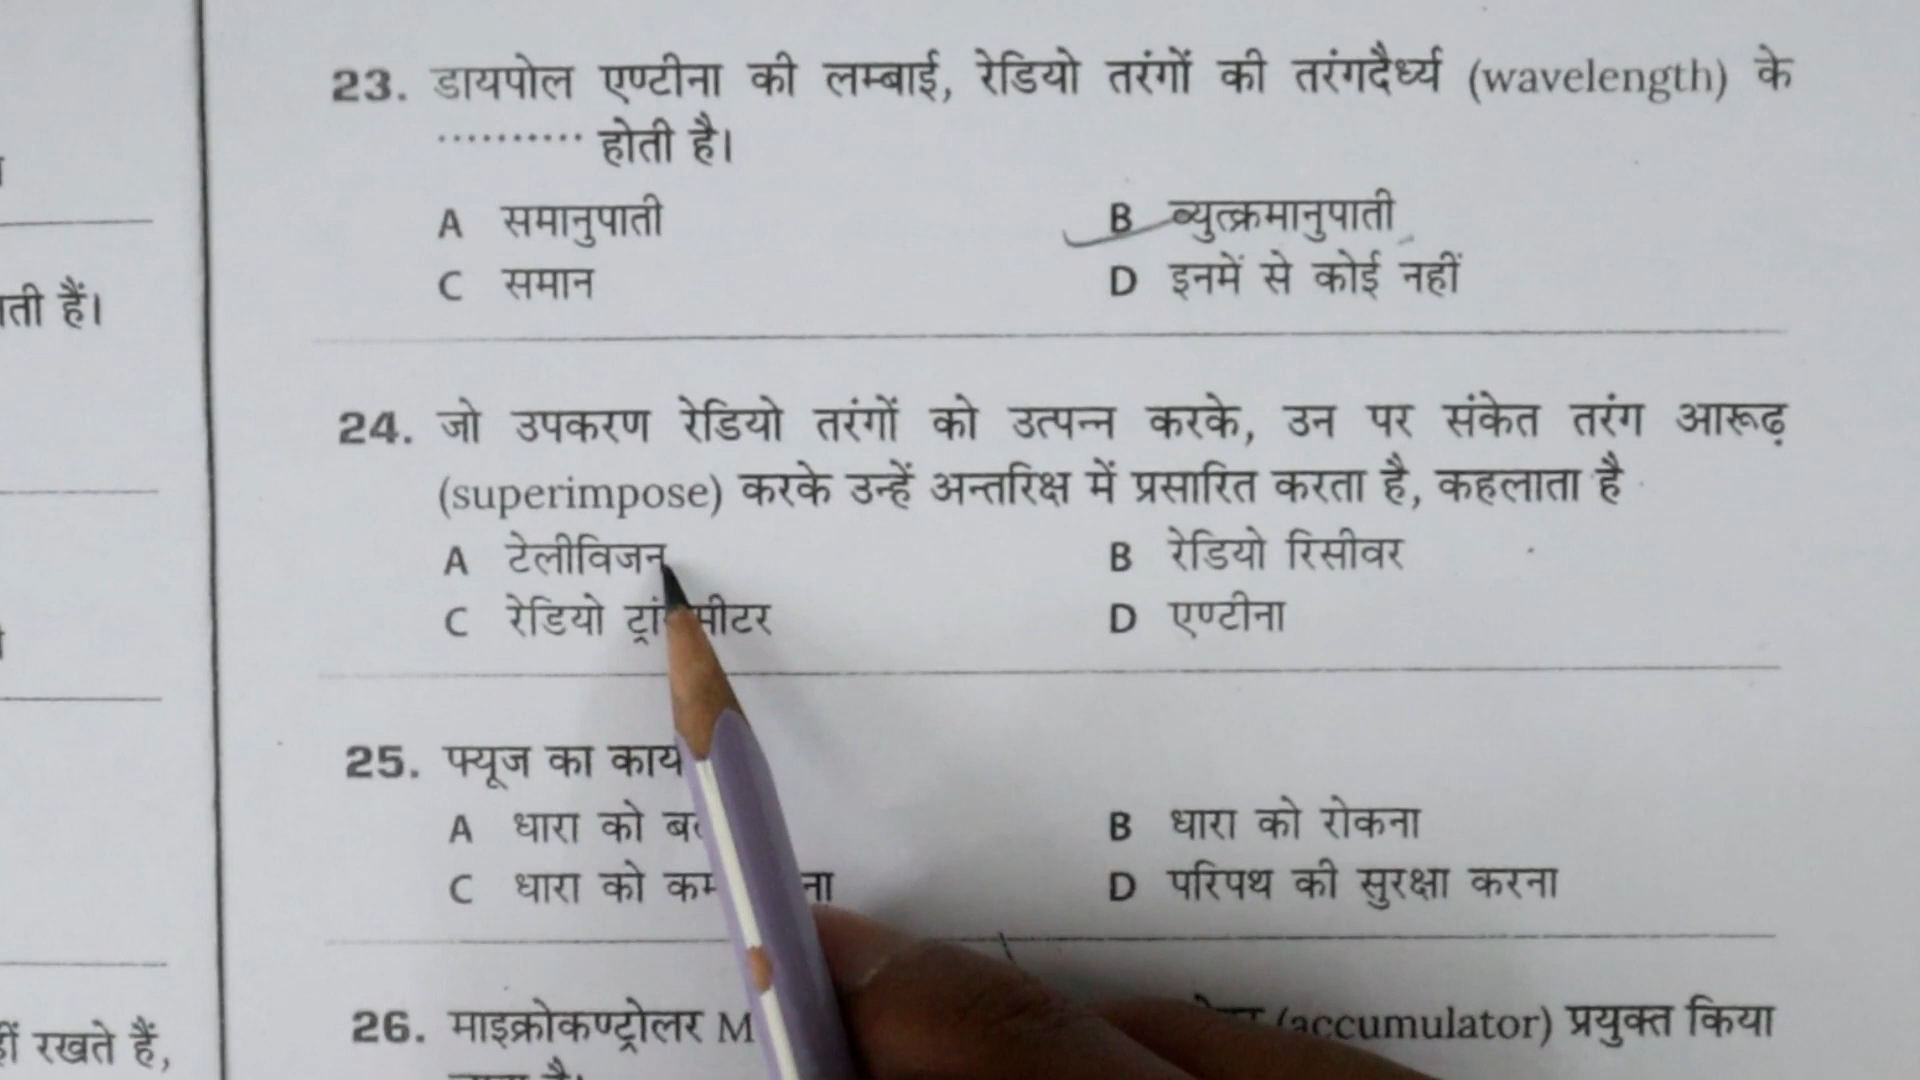 23. डायपोल एण्टीना की लम्बाई, रेडियो तरंगों की तरंगदैर्ध्य (wavelength) के
.......... होती है।
A समानुपाती
B व्युत्क्रमानुपाती
C समान
D इनमें से कोई नहीं
ती हैं।
24. जो उपकरण रेडियो तरंगों को उत्पन्न करके, उन पर संकेत तरंग आरूढ़
(superimpose) करके उन्हें अन्तरिक्ष में प्रसारित करता है, कहलाता है
A टेलीविजन
B रेडियो रिसीवर
C रेडियो
D एण्टीना
25. फ्यूज का
A धारा को
B धारा को रोकना
C धारा को
D परिपथ की सुरक्षा करना
रखते हैं,
26. माइक्रोकण्ट्रोलर M (accumulator) प्रयुक्त किया